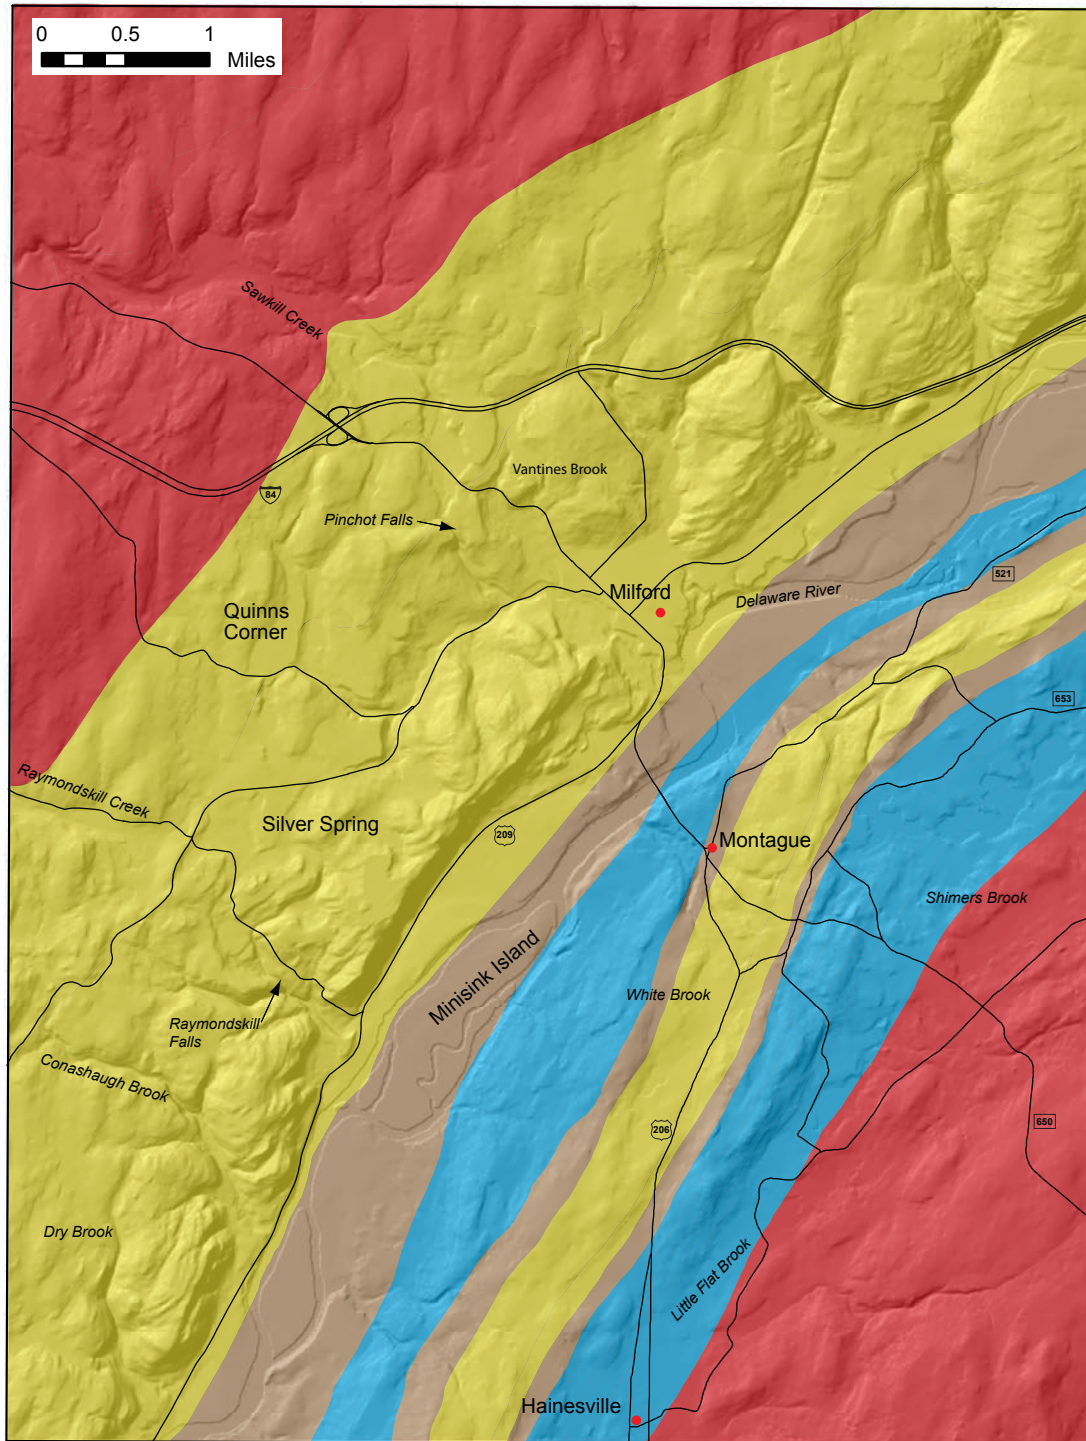 0 0.5 1
Miles
Sawkill Creek
84
Vantines Brook
Pinchot Falls
521
Milford
Delaware River
Quinns
Corner
653
Raymondskill Creek
Silver Spring
209
Montague
Shimers Brook
Minisink Island
White Brook
Raymondskill
Falls
Conashaugh Brook
206
650
Dry Brook
Little Flat Brook
Hainesville